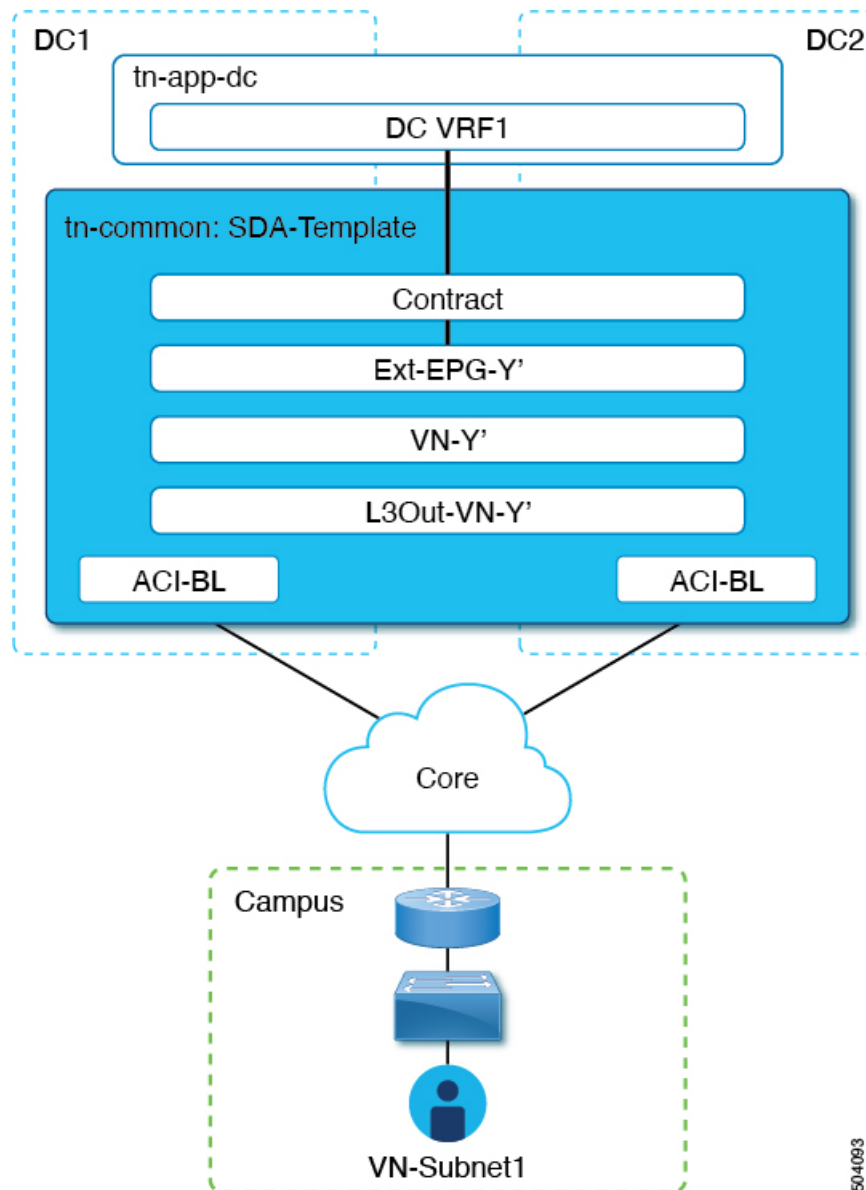 DC1
DC2
tn-app-dc
DC VRF1
tn-common: SDA-Template
Contract
Ext-EPG-Y’
VN-Y’
L3Out-VN-Y’
ACI-BL
ACI-BL
Core
Campus
VN-Subnet1
504093